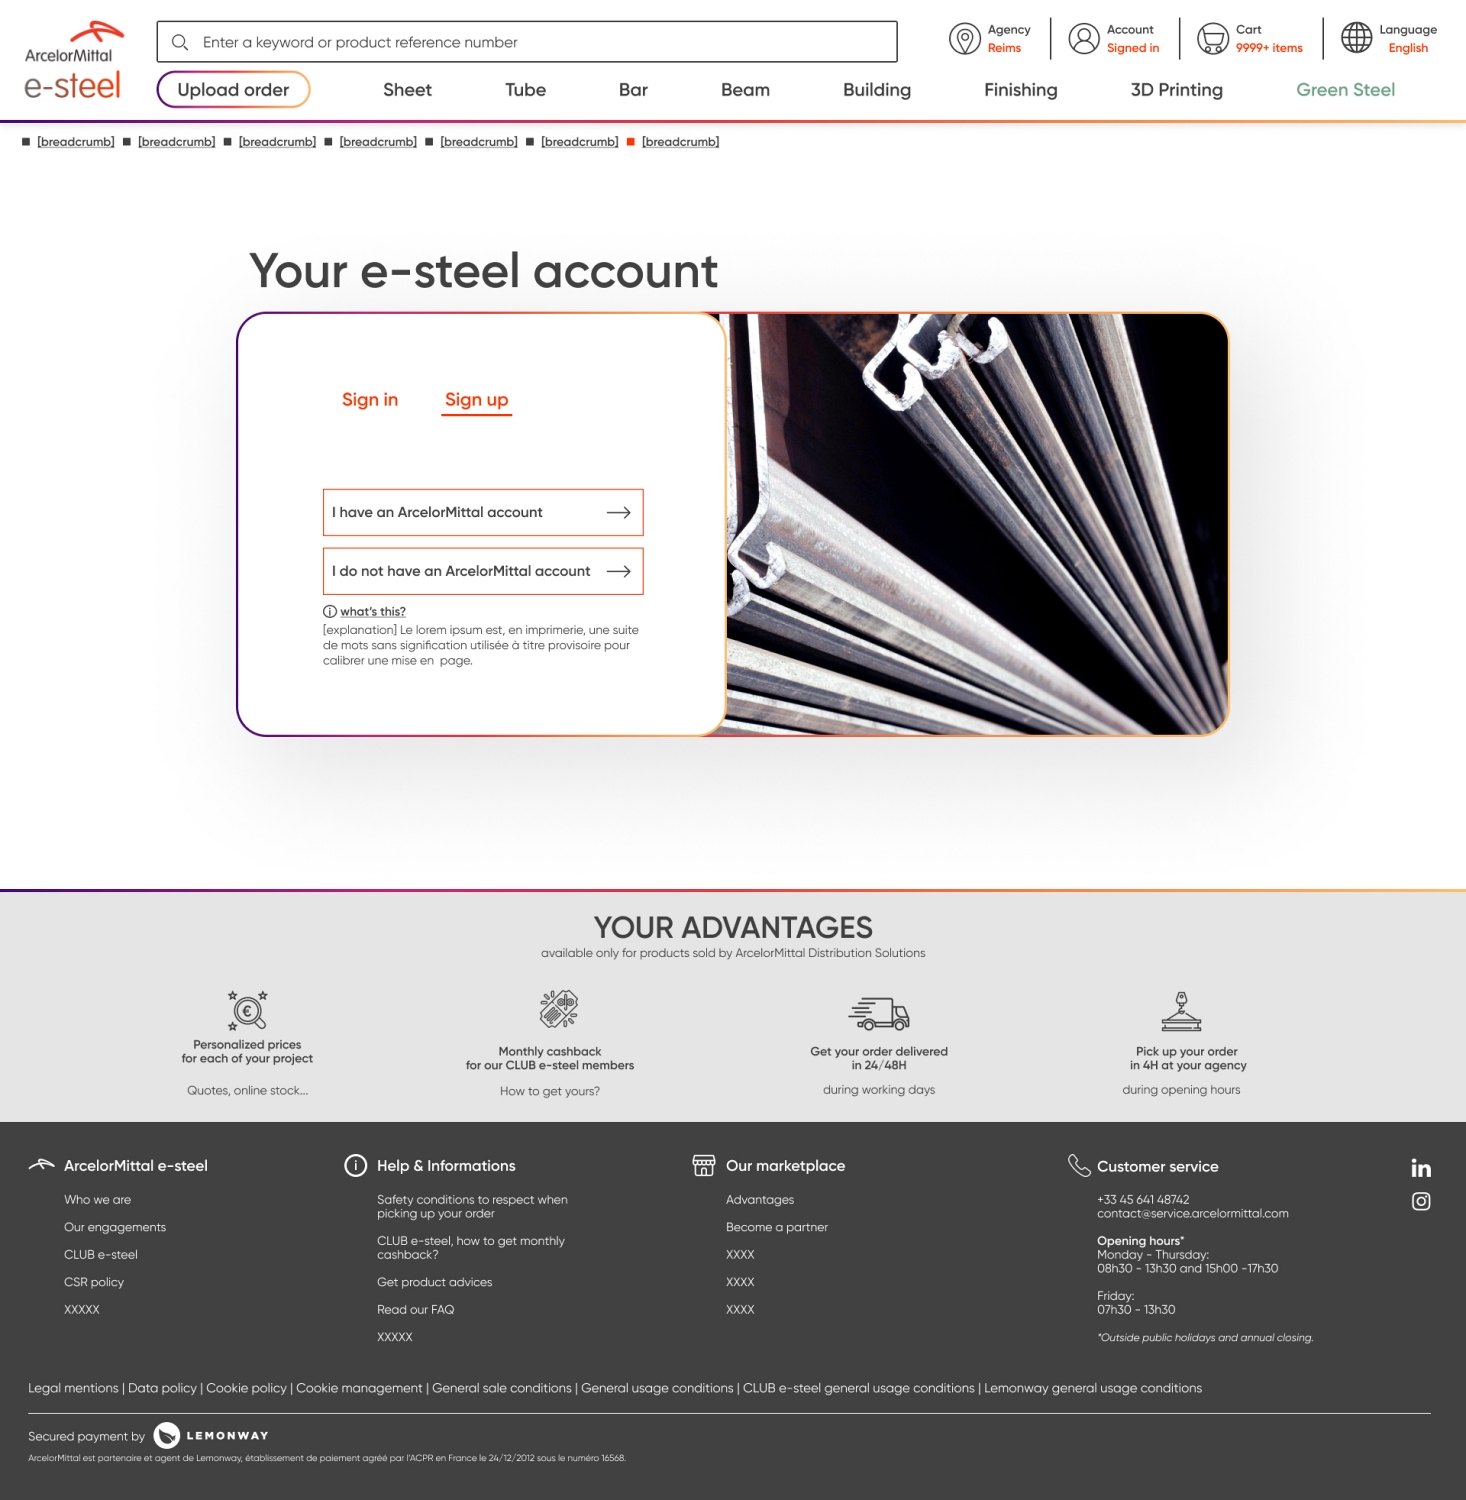 ArcelorMittal
e-steel
Enter a keyword or product reference number
Agency
Reims
Account
Signed in
Cart
9999+ items
Language
English
Upload order
Sheet
Tube
Bar
Beam
Building
Finishing
3D Printing
Green Steel
[breadcrumb] [breadcrumb] [breadcrumb] [breadcrumb] [breadcrumb] [breadcrumb] [breadcrumb]
Your e-steel account
Sign in
Sign up
I have an ArcelorMittal account
I do not have an ArcelorMittal account
what's this?
[explanation] Le lorem ipsum est, en imprimerie, une suite
de mots sans signification utilisée à titre provisoire pour
calibrer une mise en page.
YOUR ADVANTAGES
available only for products sold by ArcelorMittal Distribution Solutions
Personalized prices
for each of your project
Quotes, online stock...
Monthly cashback
for our CLUB e-steel members
How to get yours?
Get your order delivered
in 24/48H
during working days
Pick up your order
in 4H at your agency
during opening hours
ArcelorMittal e-steel
Who we are
Our engagements
CLUB e-steel
CSR policy
XXXXX
Help & Informations
Safety conditions to respect when
picking up your order
CLUB e-steel, how to get monthly
cashback?
Get product advices
Read our FAQ
XXXXX
Our marketplace
Advantages
Become a partner
XXXX
XXXX
XXXX
Customer service
+33 45 641 48742
contact@service.arcelormittal.com
Opening hours*
Monday - Thursday:
08h30 - 13h30 and 15h00 -17h30
Friday:
07h30 - 13h30
*Outside public holidays and annual closing.
in
Legal mentions | Data policy | Cookie policy | Cookie management | General sale conditions | General usage conditions | CLUB e-steel general usage conditions | Lemonway general usage conditions
Secured payment by LEMONWAY
ArcelorMittal est partenaire et agent de Lemonway, établissement de paiement agréé par l'ACPR en France le 24/12/2012 sous le numéro 16568.